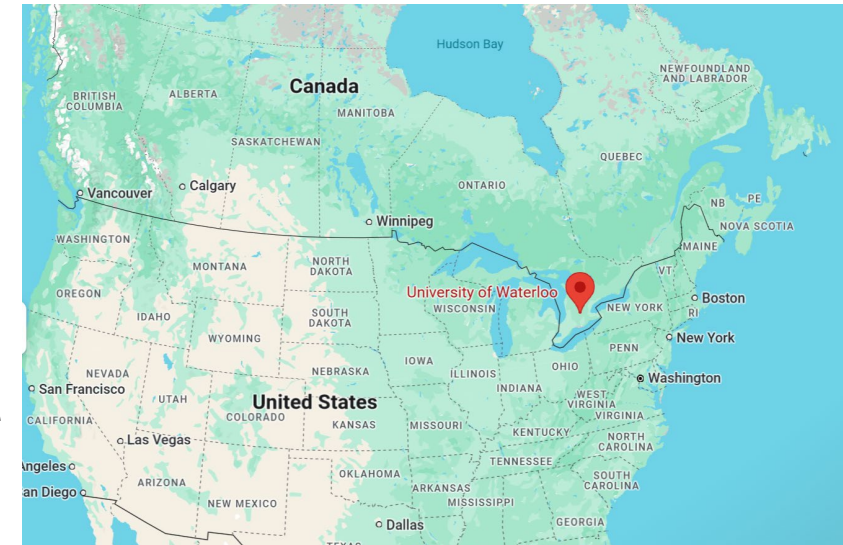 Hudson Bay
NEWFOUNDLAND
AND LABRADOR
Canada
BRITISH
COLUMBIA
ALBERTA
MANITOBA
SASKATCHEWAN
QUEBEC
ONTARIO
Vancouver
Calgary
Winnipeg
NB
PE
NOVA SCOTIA
WASHINGTON
MAINE
MONTANA
NORTH
DAKOTA
VT
OREGON
University of Waterloo
Boston
IDAHO
SOUTH
DAKOTA
WISCONSIN
NEW YORK
RI
WYOMING
New York
PENN
IOWA
NEVADA
NEBRASKA
ILLINOIS
OHIO
INDIANA
Washington
San Francisco
UTAH
United States
WEST
VIRGINIA
VIRGINIA
CALIFORNIA
COLORADO
KANSAS
MISSOURI
KENTUCKY
Las Vegas
NORTH
CAROLINA
TENNESSEE
Angeles
OKLAHOMA
ARKANSAS
SOUTH
CAROLINA
an Diego
ARIZONA
NEW MEXICO
MISSISSIPPI
Dallas
GEORGIA
TEXAS